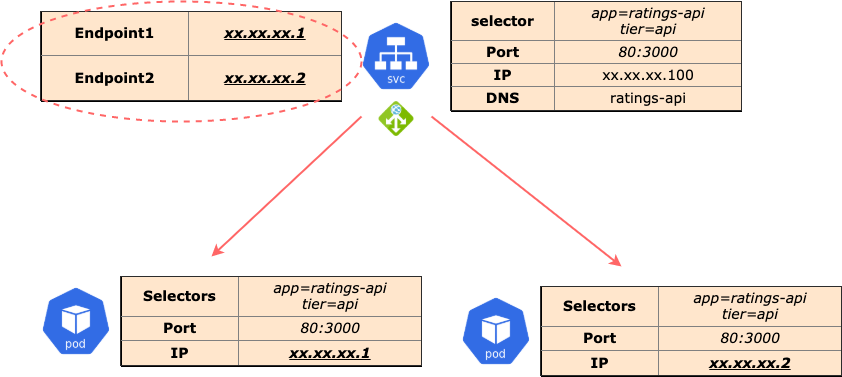 Endpoint1 xx.xx.xx.1
Endpoint2 xx.xx.xx.2
svc
selector app=ratings-api
tier=api
Port 80:3000
IP xx.xx.xx.100
DNS ratings-api
Selectors app=ratings-api
tier=api
Port 80:3000
IP xx.xx.xx.1
pod
Selectors app=ratings-api
tier=api
Port 80:3000
IP xx.xx.xx.2
pod